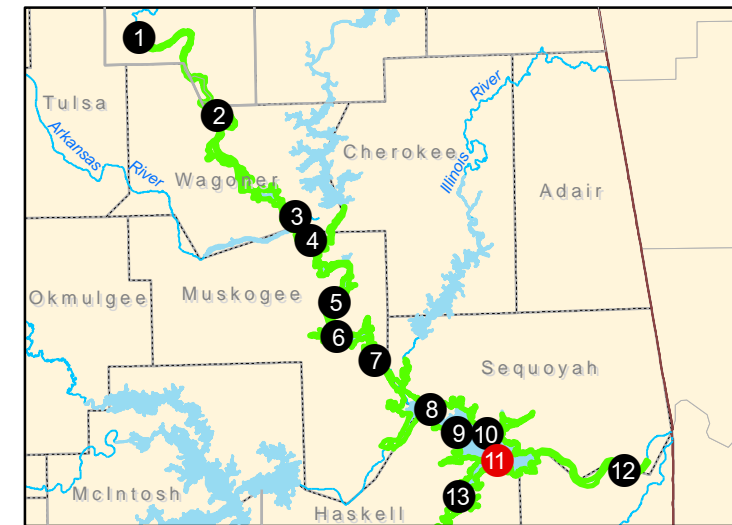 1
2
Tulsa
Arkansas
River
Wagoner
Cherokee
River
Illinois
Adair
3
4
Okmulgee
Muskogee
5
6
7
Sequoyah
8
9
10
11
12
13
McIntosh
Haskell